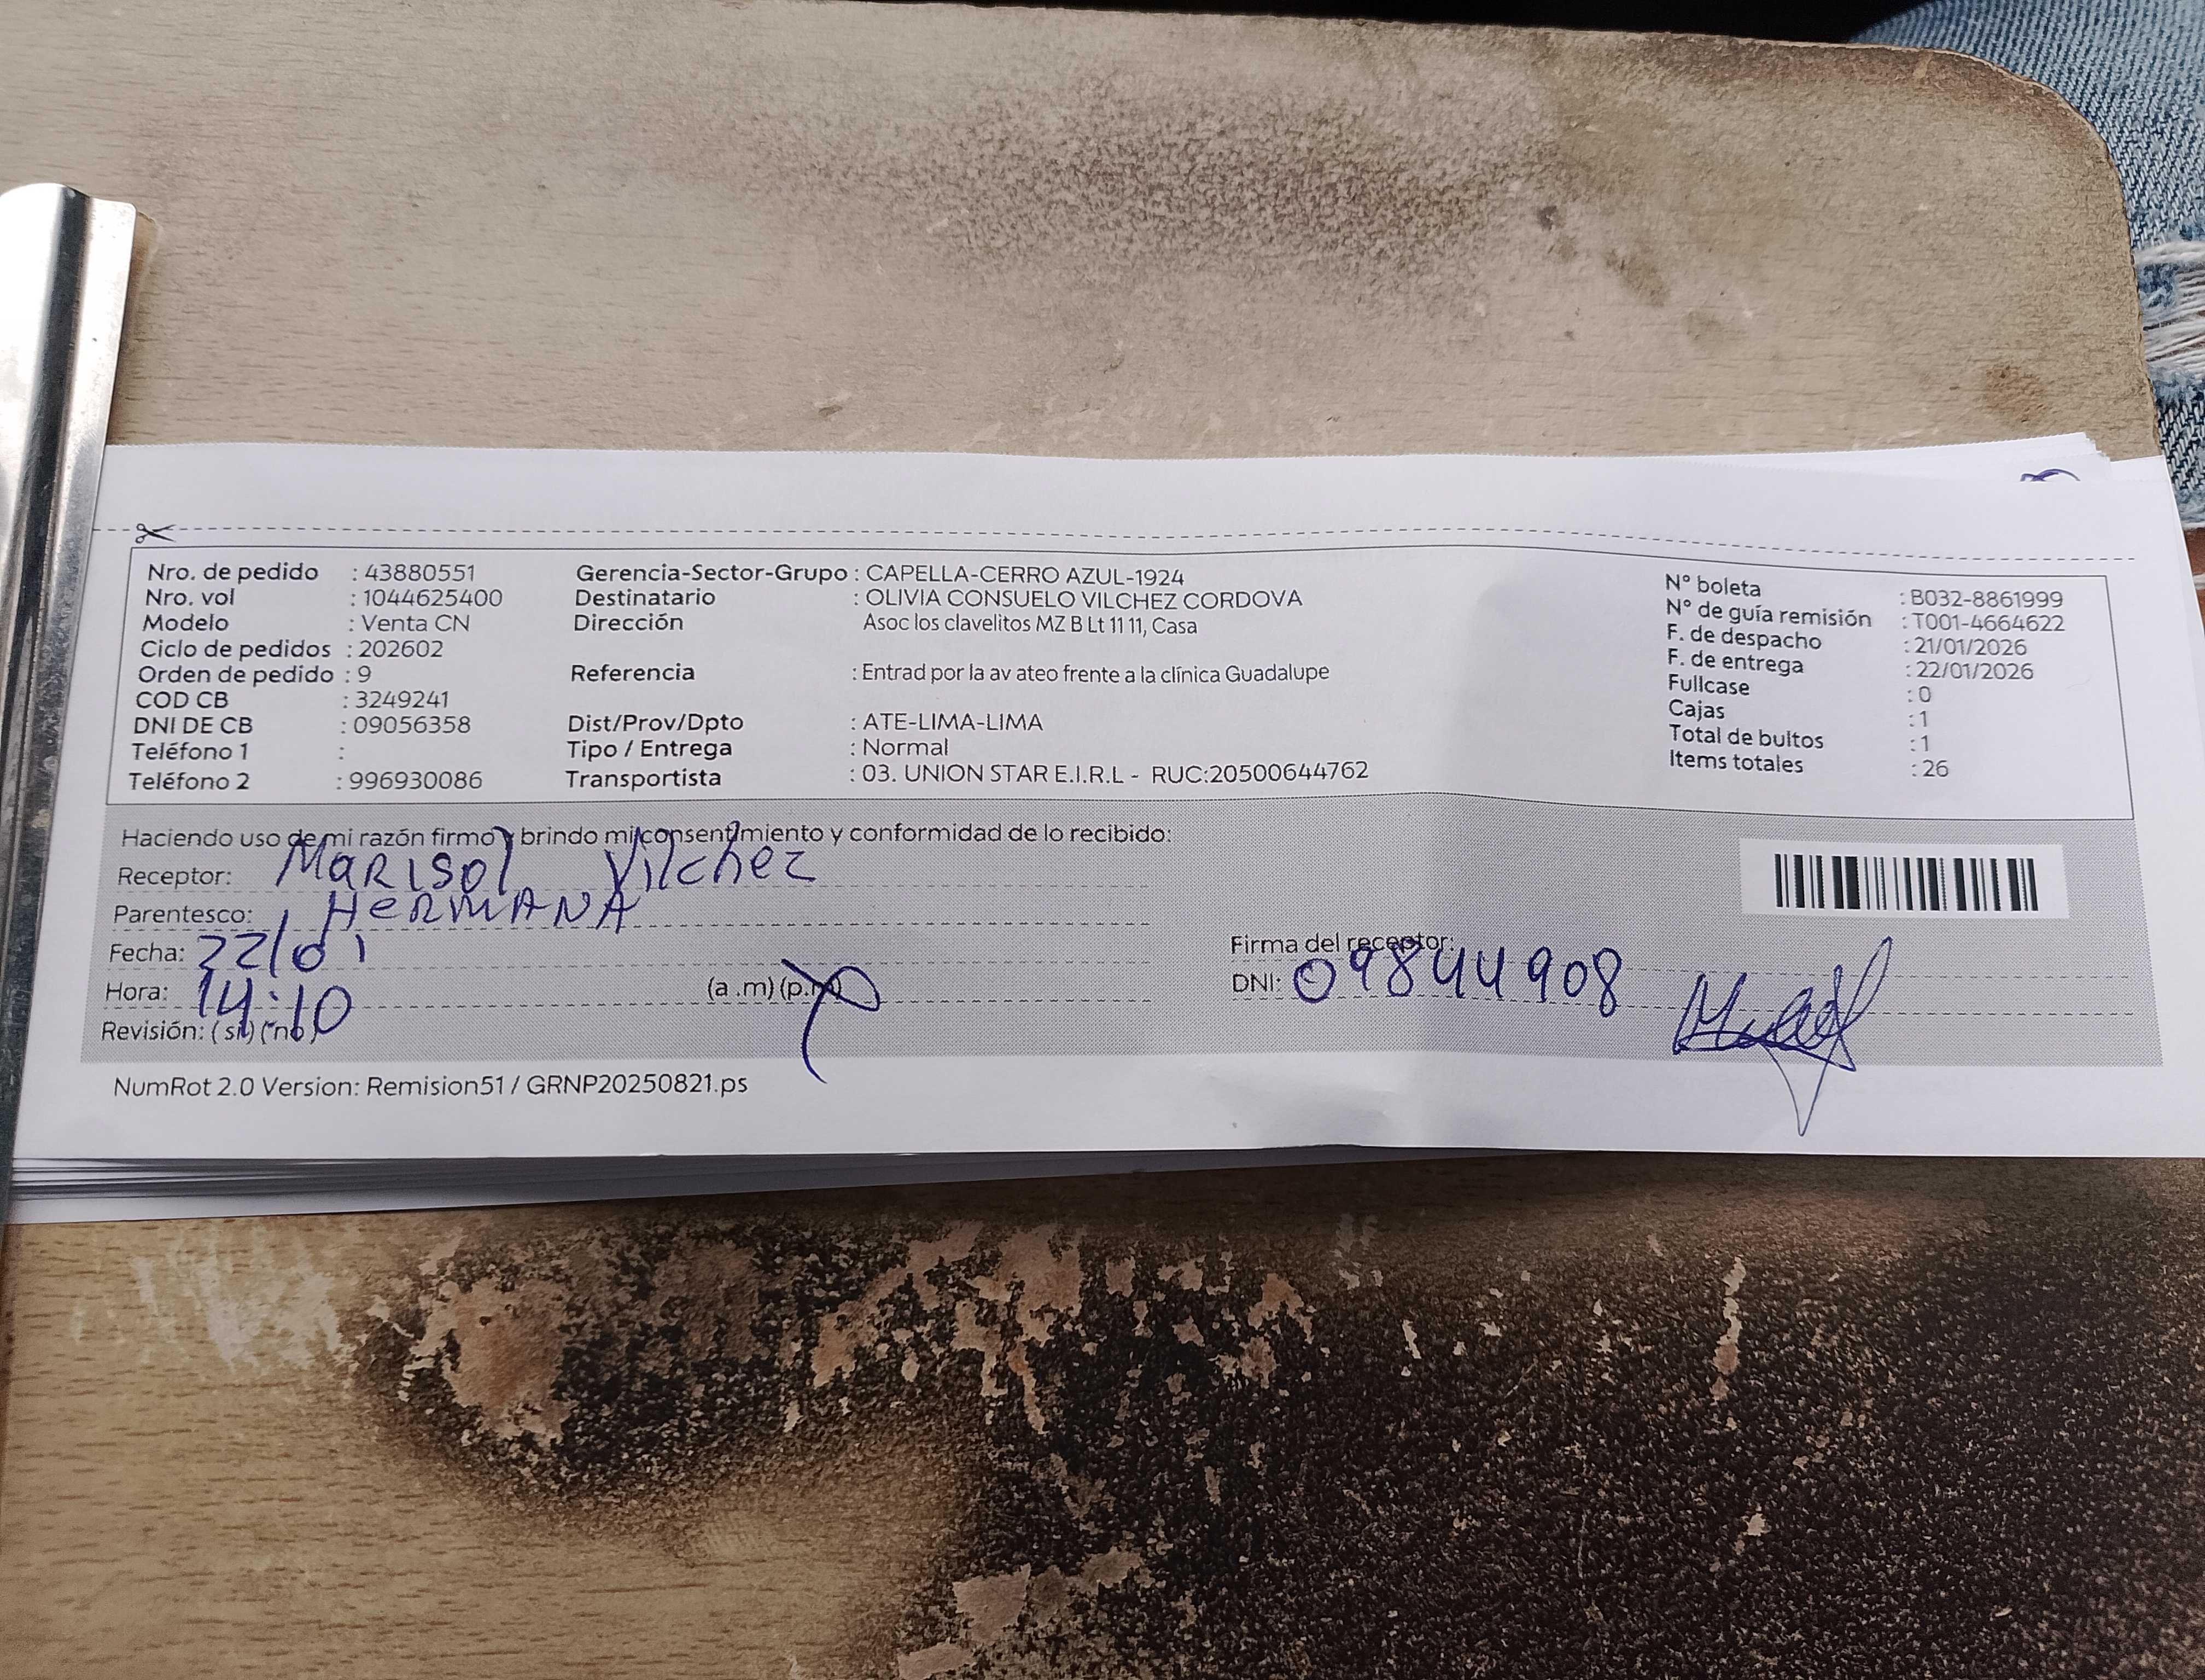 Nro. de pedido : 43880551
Nro. vol : 1044625400
Modelo : Venta CN
Ciclo de pedidos : 202602
Orden de pedido : 9
COD CB : 3249241
DNI DE CB : 09056358
Teléfono 1 :
Teléfono 2 : 996930086
Gerencia-Sector-Grupo : CAPELLA-CERRO AZUL-1924
Destinatario : OLIVIA CONSUELO VILCHEZ CORDOVA
Dirección Asoc los clavelitos MZ B Lt 11 11, Casa
Referencia : Entrad por la av ateo frente a la clínica Guadalupe
Dist/Prov/Dpto : ATE-LIMA-LIMA
Tipo / Entrega : Normal
Transportista : 03. UNION STAR E.I.R.L - RUC:20500644762
N° boleta : B032-8861999
N° de guía remisión : T001-4664622
F. de despacho : 21/01/2026
F. de entrega : 22/01/2026
Fullcase : 0
Cajas : 1
Total de bultos : 1
Items totales : 26
Haciendo uso de mi razón firmo y brindo mi consentimiento y conformidad de lo recibido:
Receptor: MARISOL Vilchez
Parentesco: HERMANA
Fecha: 22/01
Hora: 14:10 (a .m) (p.m)
Revisión: ( si ) ( no )
Firma del receptor:
DNI: 09844908
NumRot 2.0 Version: Remision51 / GRNP20250821.ps